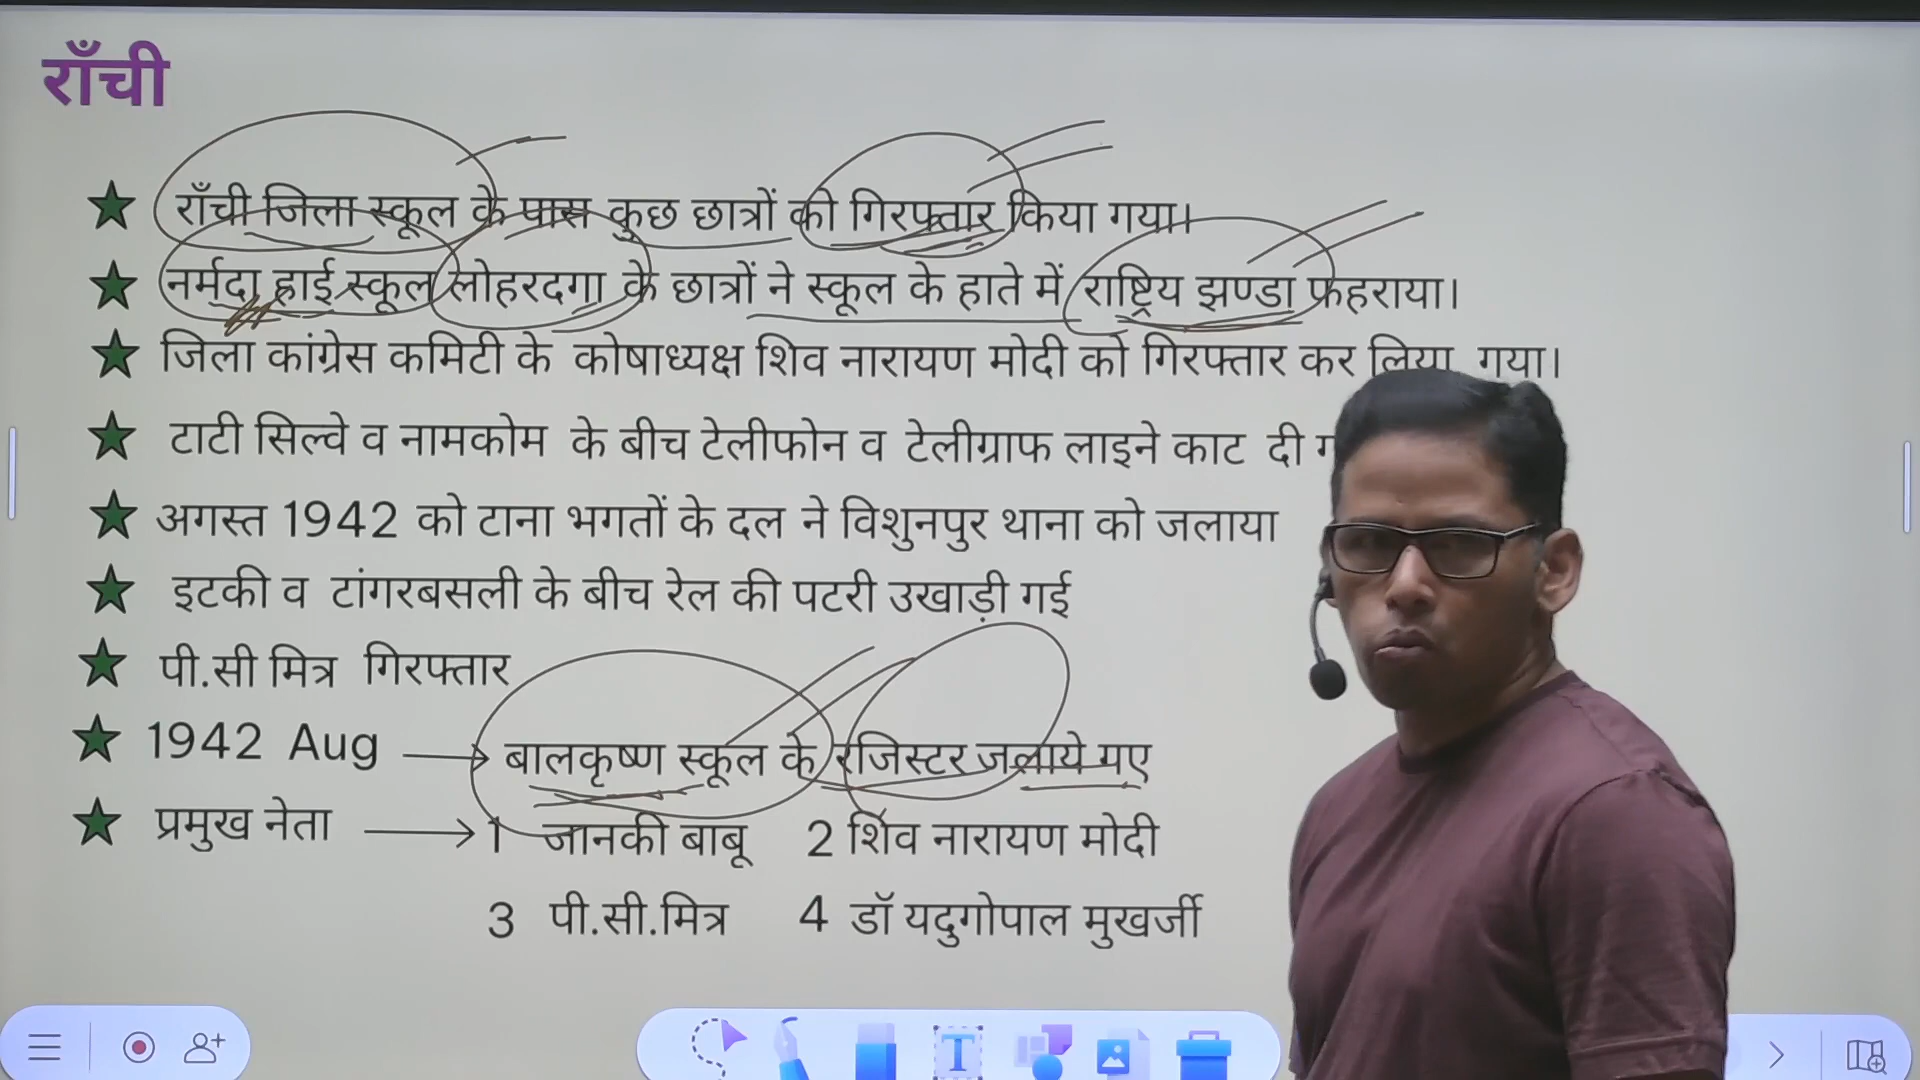 राँची
राँची जिला स्कूल के पास कुछ छात्रों को गिरफ्तार किया गया।
नर्मदा हाई स्कूल लोहरदगा के छात्रों ने स्कूल के हाते में राष्ट्रिय झण्डा फहराया।
जिला कांग्रेस कमिटी के कोषाध्यक्ष शिव नारायण मोदी को गिरफ्तार कर लिया गया।
टाटी सिल्वे व नामकोम के बीच टेलीफोन व टेलीग्राफ लाइने काट दी
अगस्त 1942 को टाना भगतों के दल ने विशुनपुर थाना को जलाया
इटकी व टांगरबसली के बीच रेल की पटरी उखाड़ी गई
पी.सी मित्र गिरफ्तार
1942 Aug → बालकृष्ण स्कूल के रजिस्टर जलाये गए
प्रमुख नेता → 1 जानकी बाबू 2 शिव नारायण मोदी
3 पी.सी.मित्र 4 डॉ यदुगोपाल मुखर्जी